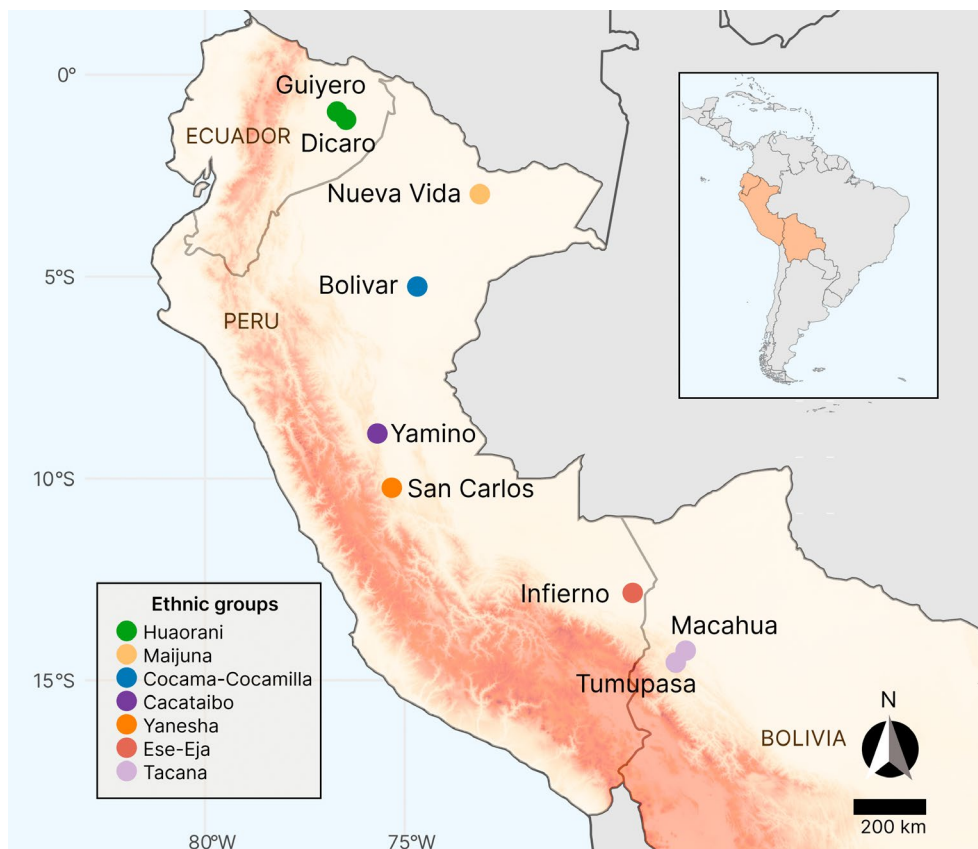 0°
Guiyero
ECUADOR
Dicaro
Nueva Vida
5°S
Bolivar
PERU
Yamino
10°S
San Carlos
Infierno
Ethnic groups
Huaorani
Maijuna
Cocama-Cocamilla
Cacataibo
Yanesha
Ese-Eja
Tacana
Macahua
15°S
Tumupasa
N
BOLIVIA
200 km
80°W
75°W